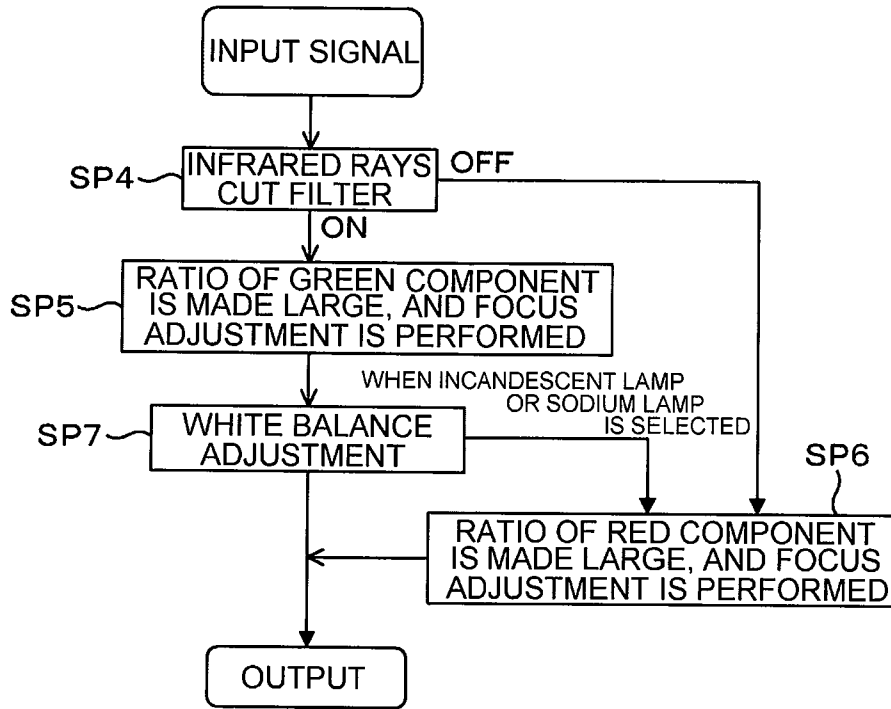 INPUT SIGNAL
SP4
INFRARED RAYS
CUT FILTER
OFF
ON
SP5
RATIO OF GREEN COMPONENT
IS MADE LARGE, AND FOCUS
ADJUSTMENT IS PERFORMED
WHEN INCANDESCENT LAMP
OR SODIUM LAMP
IS SELECTED
SP7
WHITE BALANCE
ADJUSTMENT
SP6
RATIO OF RED COMPONENT
IS MADE LARGE, AND FOCUS
ADJUSTMENT IS PERFORMED
OUTPUT